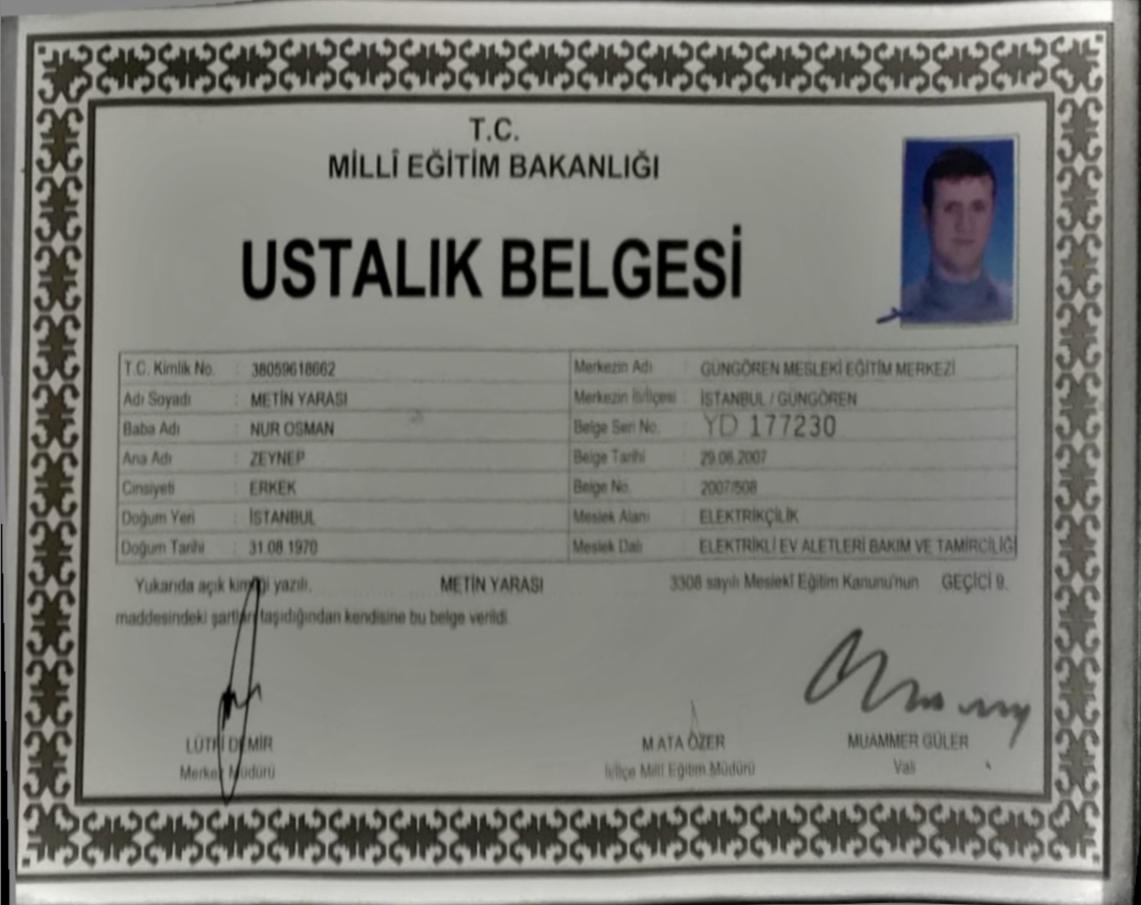 T.C.
MİLLÎ EĞİTİM BAKANLIĞI
USTALIK BELGESİ
T.C. Kimlik No. : 38059618662 Merkezin Adı : GÜNGÖREN MESLEKİ EĞİTİM MERKEZİ
Adı Soyadı : METİN YARASI Merkezin İli/İlçesi : İSTANBUL / GÜNGÖREN
Baba Adı : NUR OSMAN Belge Seri No. : YD 177230
Ana Adı : ZEYNEP Belge Tarihi : 29.06.2007
Cinsiyeti : ERKEK Belge No. : 2007/508
Doğum Yeri : İSTANBUL Meslek Alanı : ELEKTRİKÇİLİK
Doğum Tarihi : 31.08.1970 Meslek Dalı : ELEKTRİKLİ EV ALETLERİ BAKIM VE TAMİRCİLİĞİ
Yukarıda açık kimliği yazılı, METİN YARASI 3308 sayılı Meslekî Eğitim Kanunu'nun GEÇİCİ 9.
maddesindeki şartları taşıdığından kendisine bu belge verildi.
LÜTFİ DEMİR M.ATA ÖZER MUAMMER GÜLER
Merkez Müdürü İl/İlçe Millî Eğitim Müdürü Vali